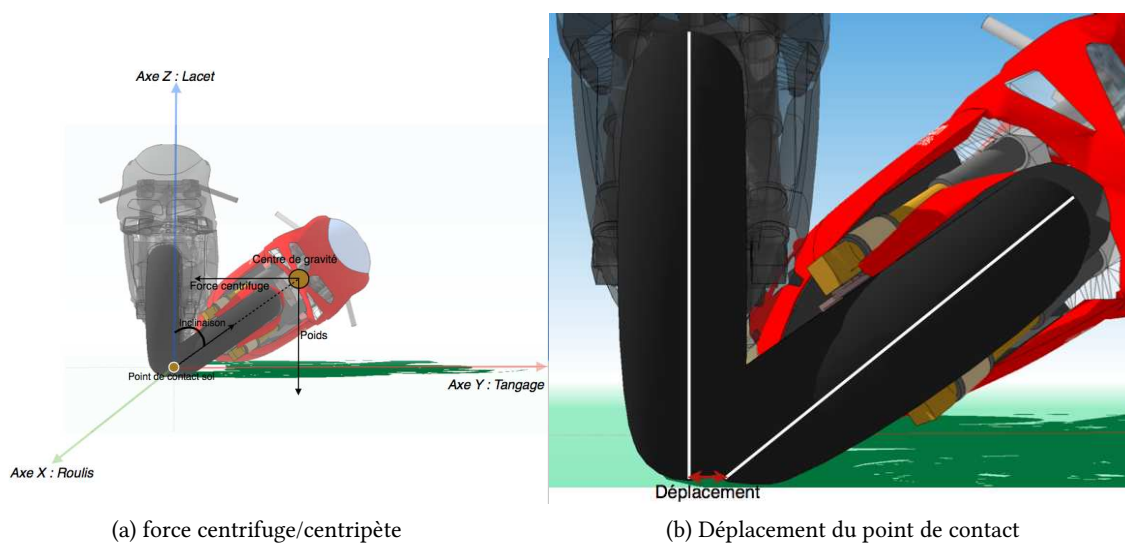 Axe Z : Lacet
Centre de gravité
Force centrifuge
Inclinaison
Poids
Point de contact sol
Axe Y : Tangage
Axe X : Roulis
Déplacement
(a) force centrifuge/centripète
(b) Déplacement du point de contact